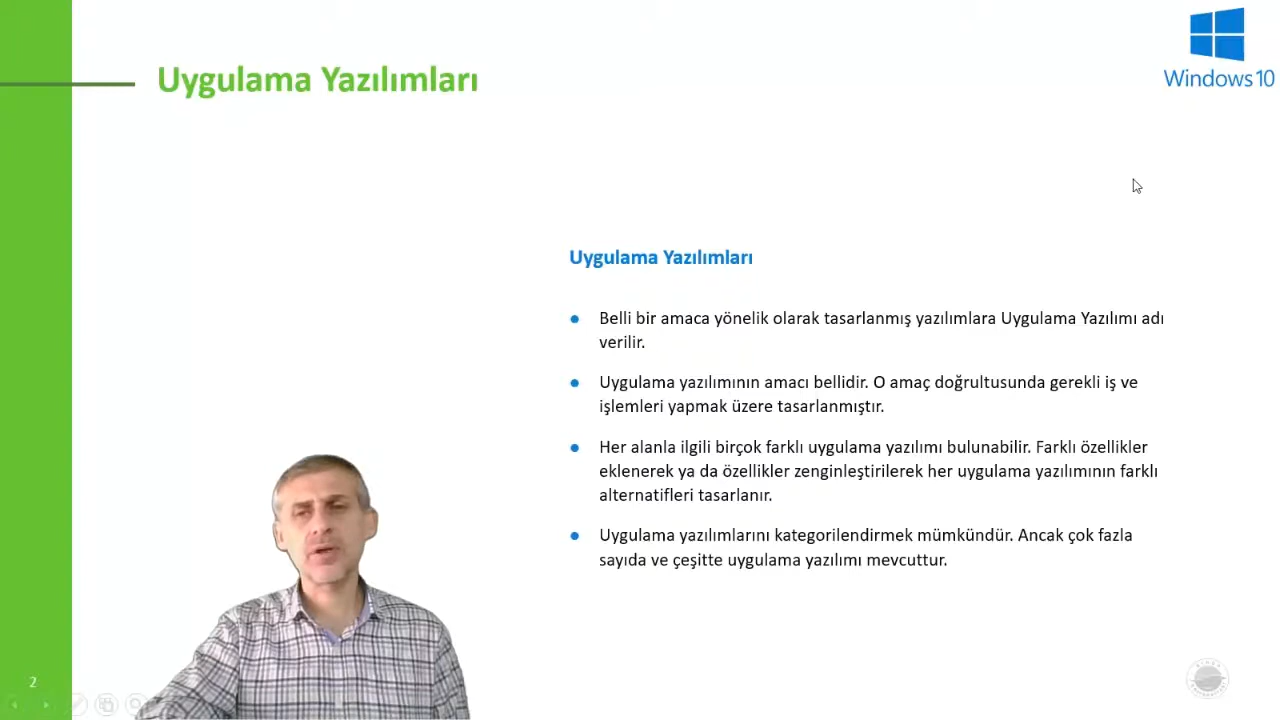 Uygulama Yazılımları
Windows 10
Uygulama Yazılımları
Belli bir amaca yönelik olarak tasarlanmış yazılımlara Uygulama Yazılımı adı
verilir.
Uygulama yazılımının amacı bellidir. O amaç doğrultusunda gerekli iş ve
işlemleri yapmak üzere tasarlanmıştır.
Her alanla ilgili birçok farklı uygulama yazılımı bulunabilir. Farklı özellikler
eklenerek ya da özellikler zenginleştirilerek her uygulama yazılımının farklı
alternatifleri tasarlanır.
Uygulama yazılımlarını kategorilendirmek mümkündür. Ancak çok fazla
sayıda ve çeşitte uygulama yazılımı mevcuttur.
2